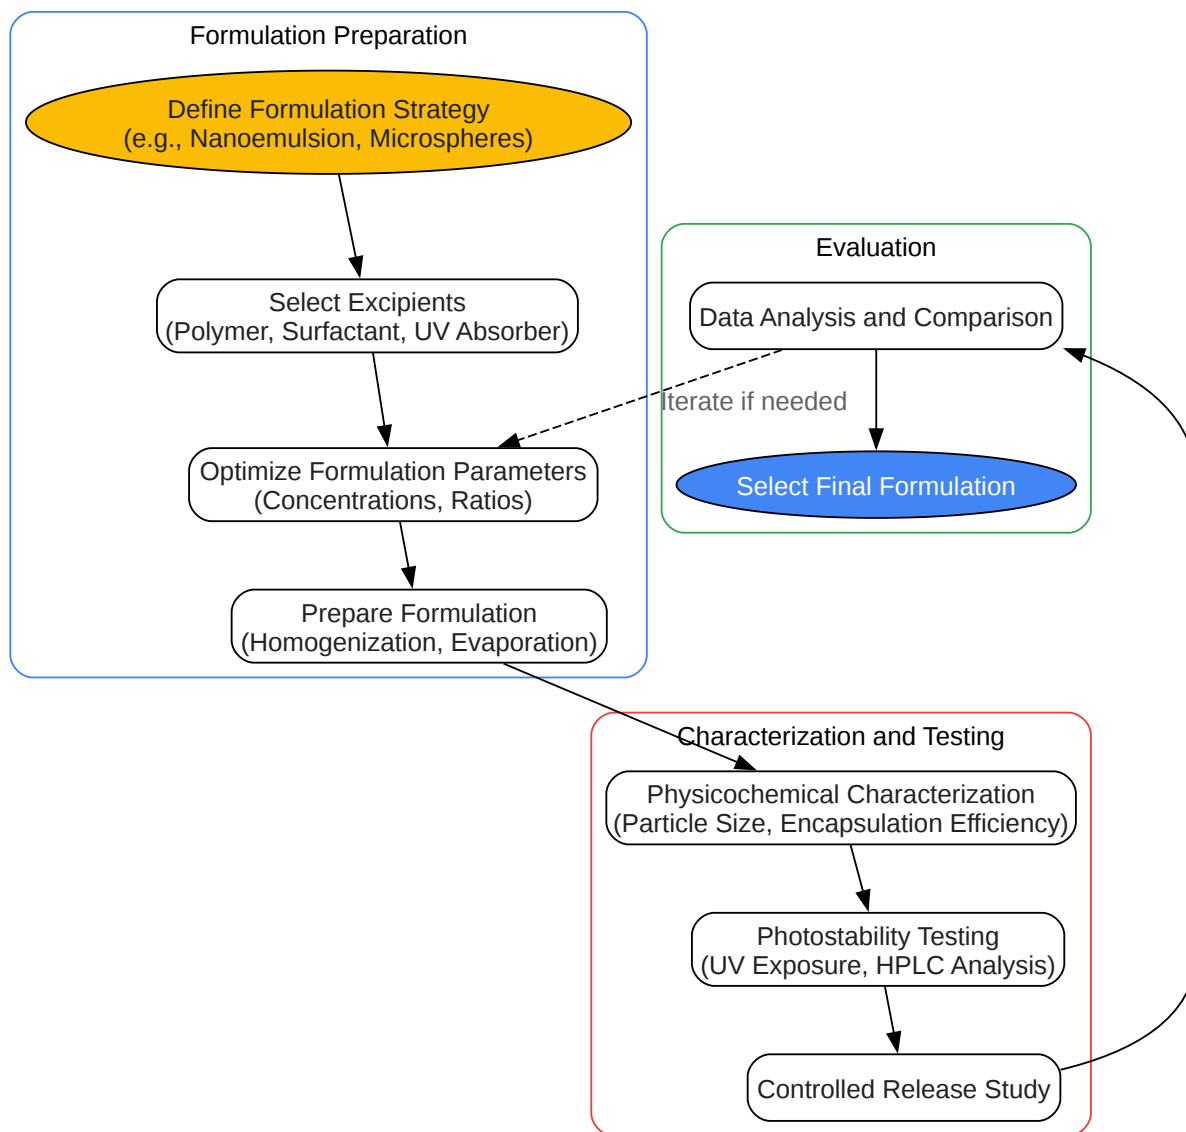 Formulation Preparation
Define Formulation Strategy
(e.g., Nanoemulsion, Microspheres)
Select Excipients
(Polymer, Surfactant, UV Absorber)
Optimize Formulation Parameters
(Concentrations, Ratios)
Prepare Formulation
(Homogenization, Evaporation)
Evaluation
Data Analysis and Comparison
Iterate if needed
Select Final Formulation
Characterization and Testing
Physicochemical Characterization
(Particle Size, Encapsulation Efficiency)
Photostability Testing
(UV Exposure, HPLC Analysis)
Controlled Release Study